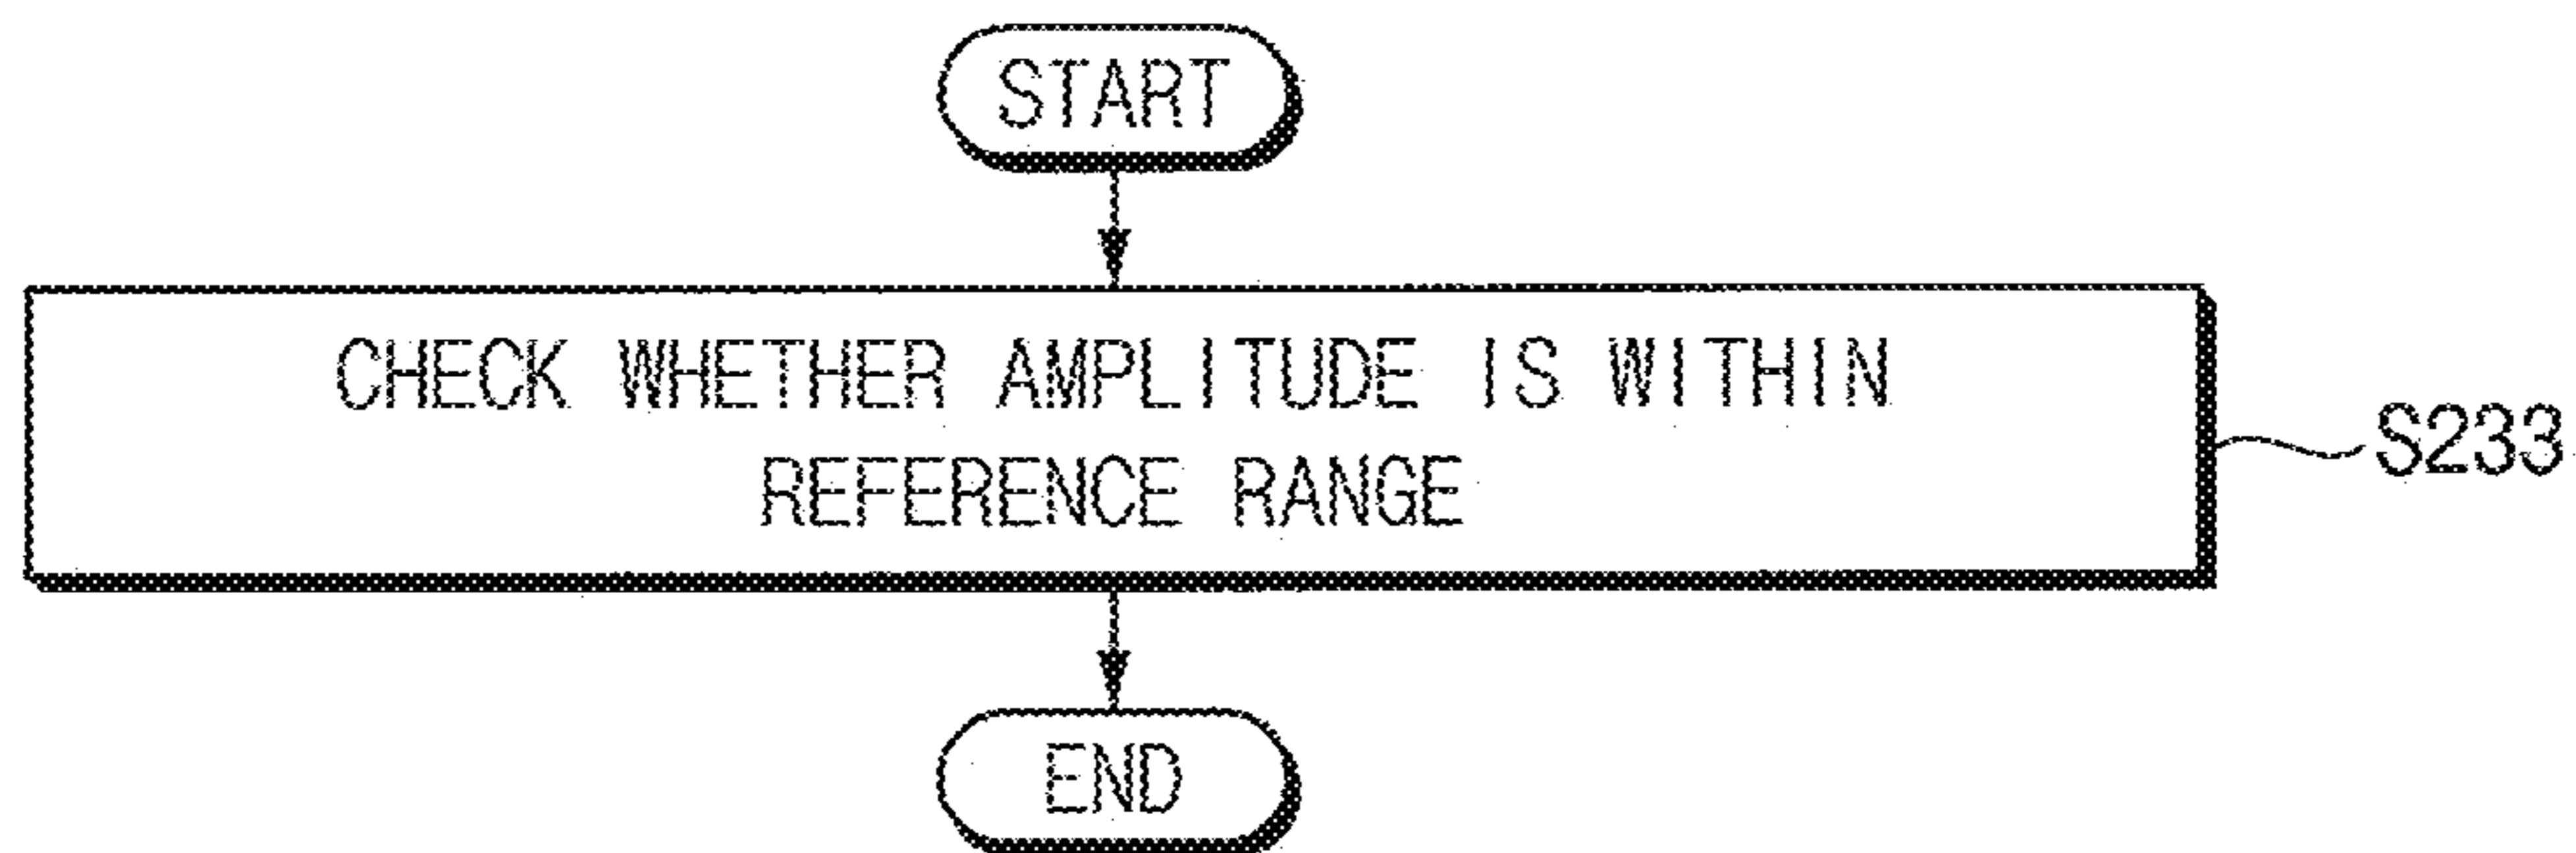 START
CHECK WHETHER AMPLITUDE IS WITHIN
REFERENCE RANGE
S233
END